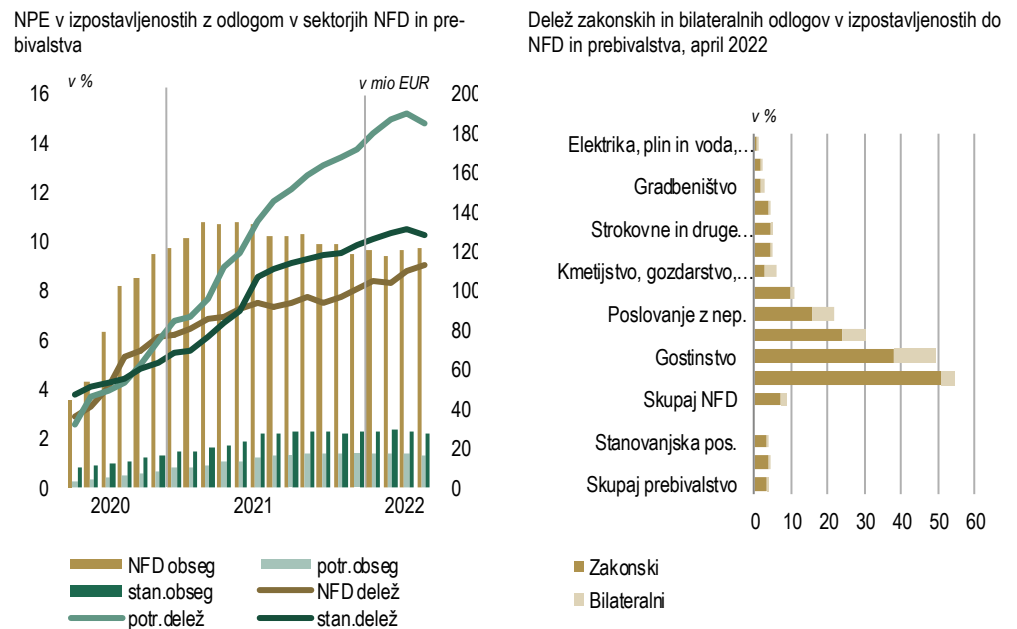 NPE v izpostavljenostih z odlogom v sektorjih NFD in pre-
bivalstva
v %
v mio EUR
16
14
12
10
8
6
4
2
0
200
180
160
140
120
100
80
60
40
20
0
2020
2021
2022
NFD obseg
potr.obseg
stan.obseg
NFD delež
potr.delež
stan.delež
Delež zakonskih in bilateralnih odlogov v izpostavljenostih do
NFD in prebivalstva, april 2022
v %
Elektrika, plin in voda,…
Gradbeništvo
Strokovne in druge…
Kmetijstvo, gozdarstvo,…
Poslovanje z nep.
Gostinstvo
Skupaj NFD
Stanovanjska pos.
Skupaj prebivalstvo
0
10
20
30
40
50
60
Zakonski
Bilateralni